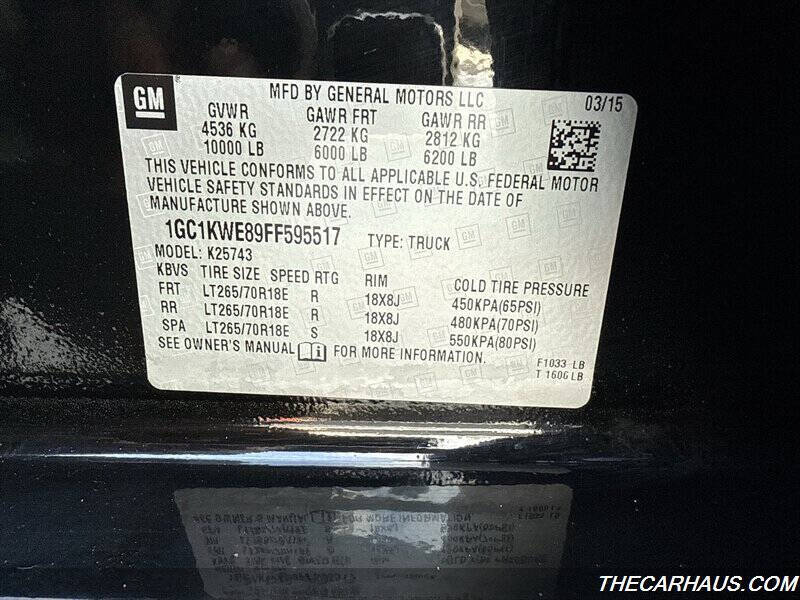 GM
MFD BY GENERAL MOTORS LLC 03/15
GVWR GAWR FRT GAWR RR
4536 KG 2722 KG 2812 KG
10000 LB 6000 LB 6200 LB
THIS VEHICLE CONFORMS TO ALL APPLICABLE U.S. FEDERAL MOTOR
VEHICLE SAFETY STANDARDS IN EFFECT ON THE DATE OF
MANUFACTURE SHOWN ABOVE.
1GC1KWE89FF595517 TYPE: TRUCK
MODEL: K25743
KBVS TIRE SIZE SPEED RTG RIM COLD TIRE PRESSURE
FRT LT265/70R18E R 18X8J 450KPA(65PSI)
RR LT265/70R18E R 18X8J 480KPA(70PSI)
SPA LT265/70R18E S 18X8J 550KPA(80PSI)
SEE OWNER'S MANUAL FOR MORE INFORMATION.
F1033 LB
T 1606 LB
THECARHAUS.COM